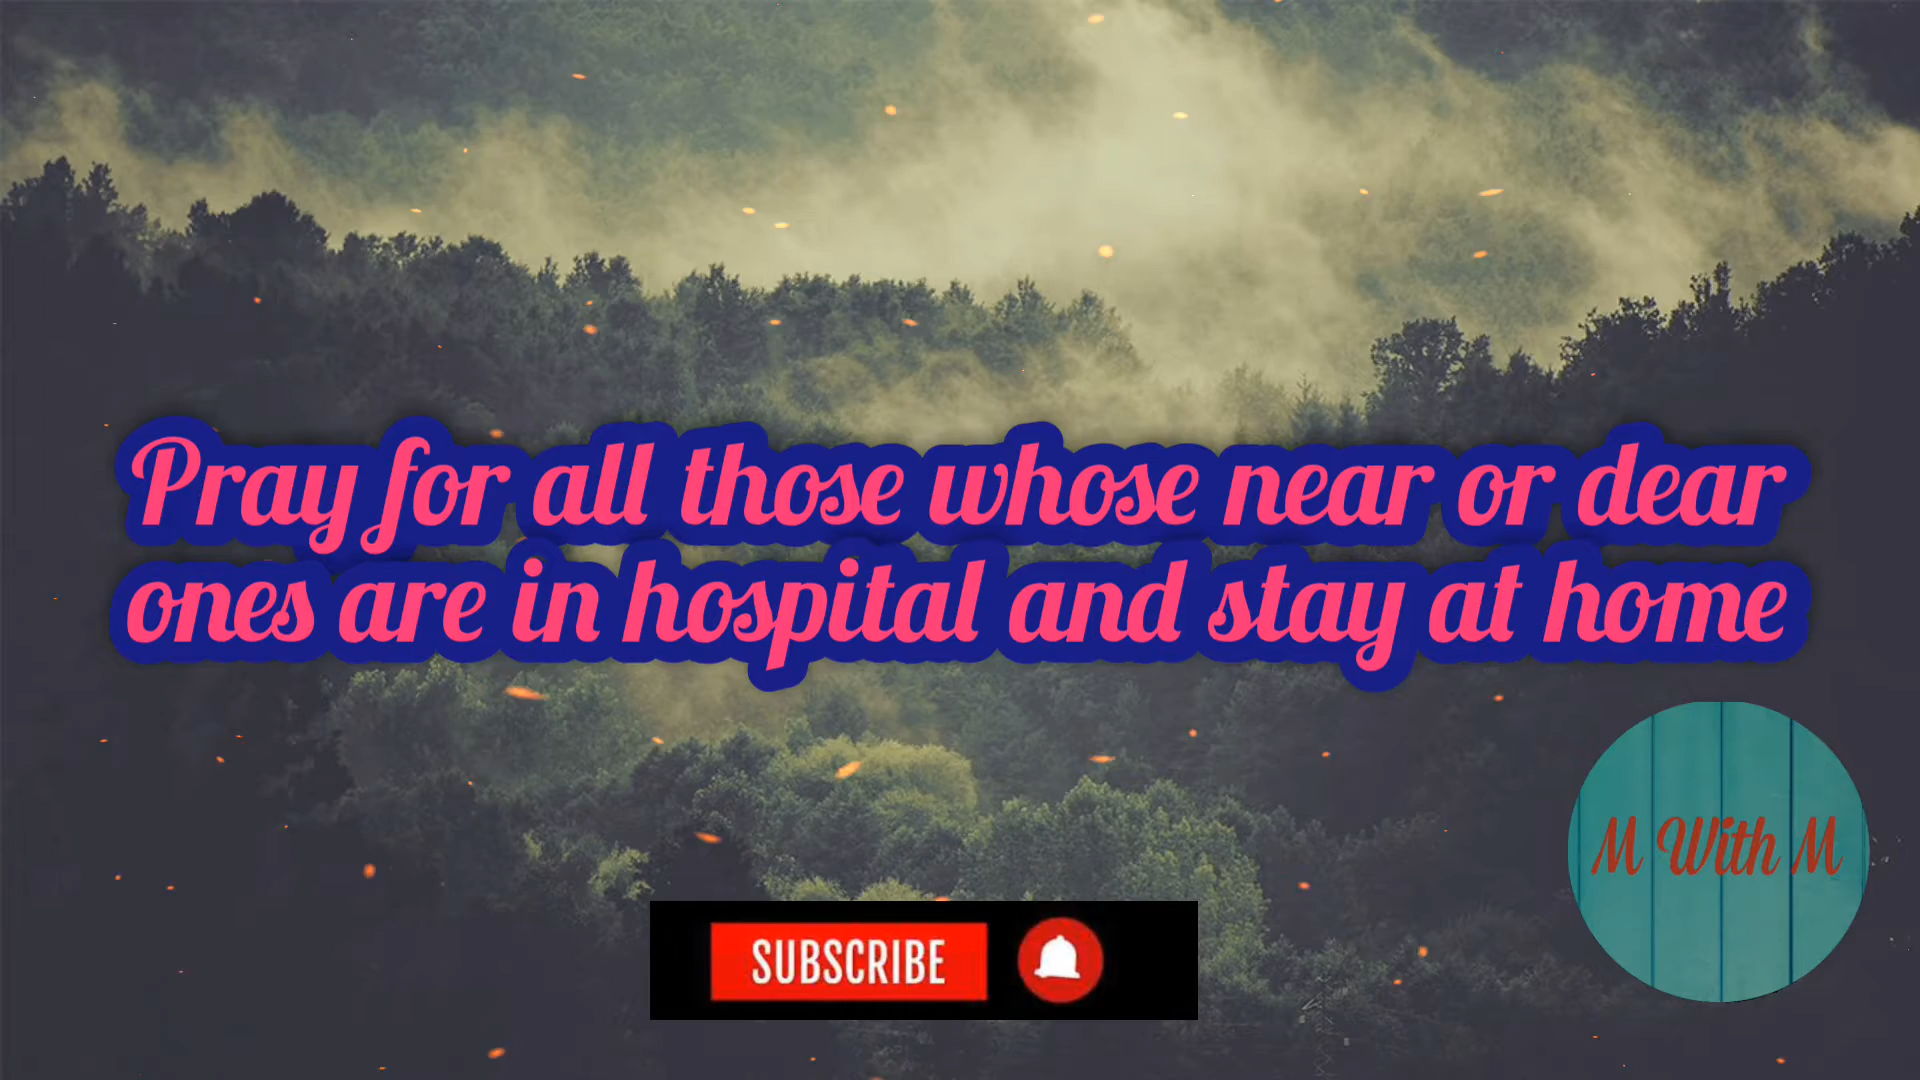 Pray for all those whose near or dear
ones are in hospital and stay at home
M With M
SUBSCRIBE